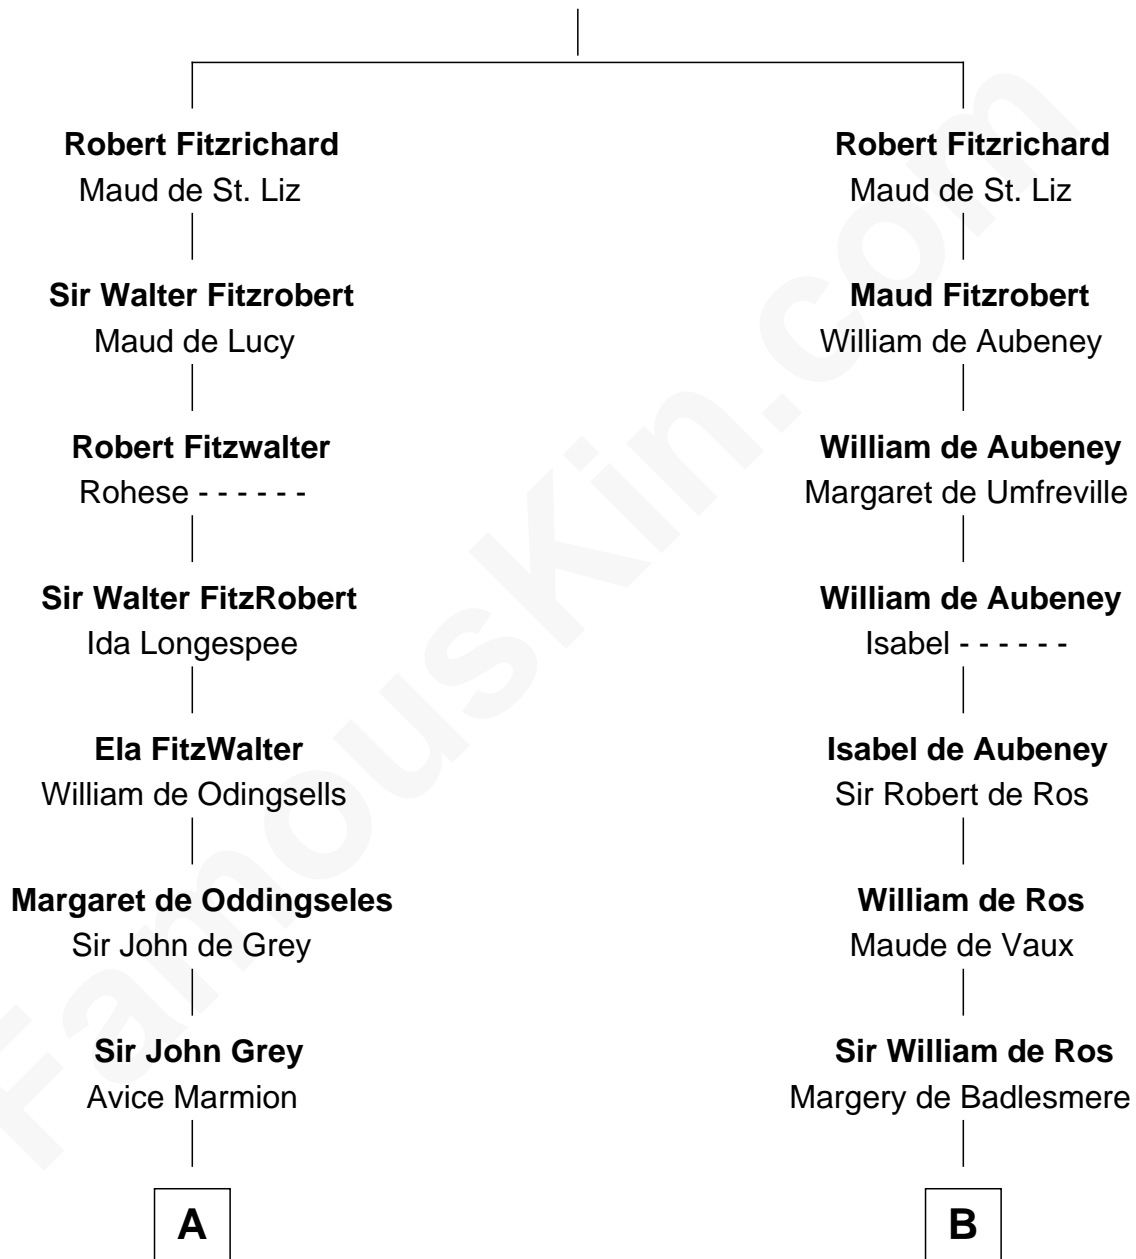 Robert Fitzrichard
Maud de St. Liz
Sir Walter Fitzrobert
Maud de Lucy
Robert Fitzwalter
Rohese - - - - - -
Sir Walter FitzRobert
Ida Longespee
Ela FitzWalter
William de Odingsells
Margaret de Oddingseles
Sir John de Grey
Sir John Grey
Avice Marmion
A
Robert Fitzrichard
Maud de St. Liz
Maud Fitzrobert
William de Aubeney
William de Aubeney
Margaret de Umfreville
William de Aubeney
Isabel - - - - - -
Isabel de Aubeney
Sir Robert de Ros
William de Ros
Maude de Vaux
Sir William de Ros
Margery de Badlesmere
B
FamousKin.com